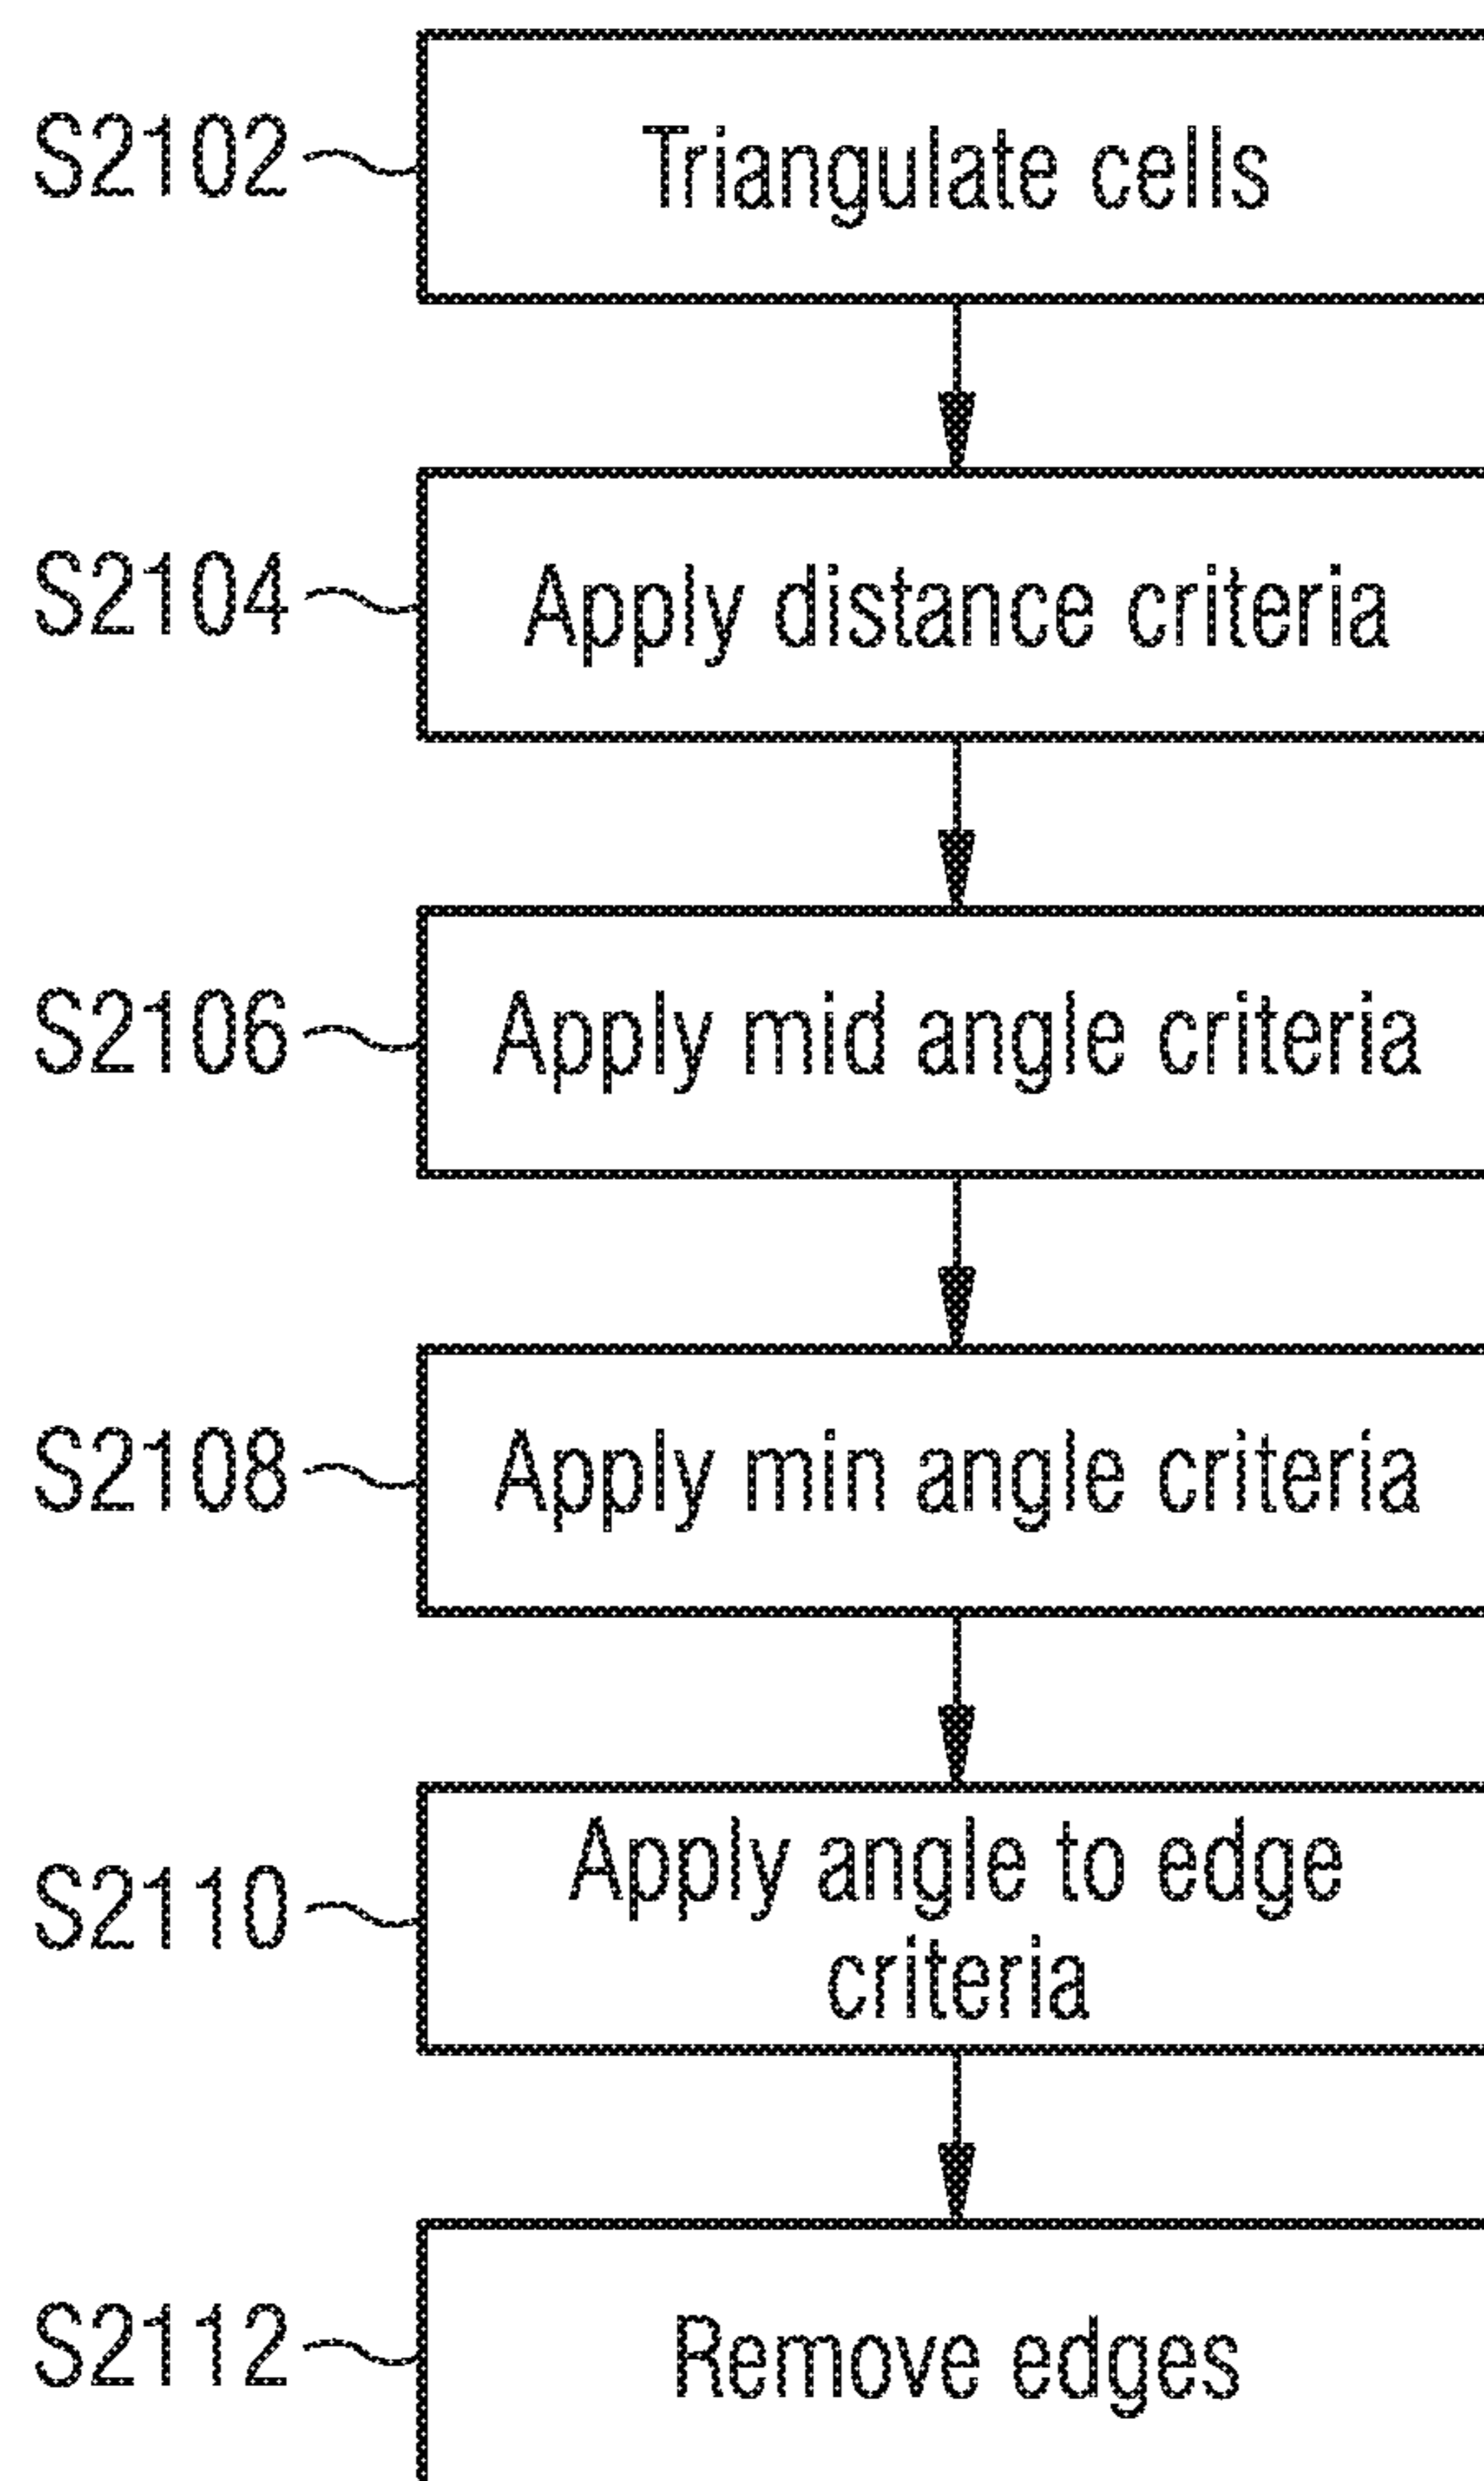 S2102
Triangulate cells
S2104
Apply distance criteria
S2106
Apply mid angle criteria
S2108
Apply min angle criteria
S2110
Apply angle to edge
criteria
S2112
Remove edges